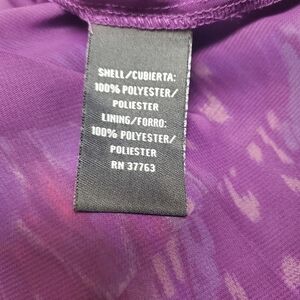 SHELL/CUBIERTA:
100% POLYESTER/
POLIESTER
LINING/FORRO:
100% POLYESTER/
POLIESTER
RN 37763